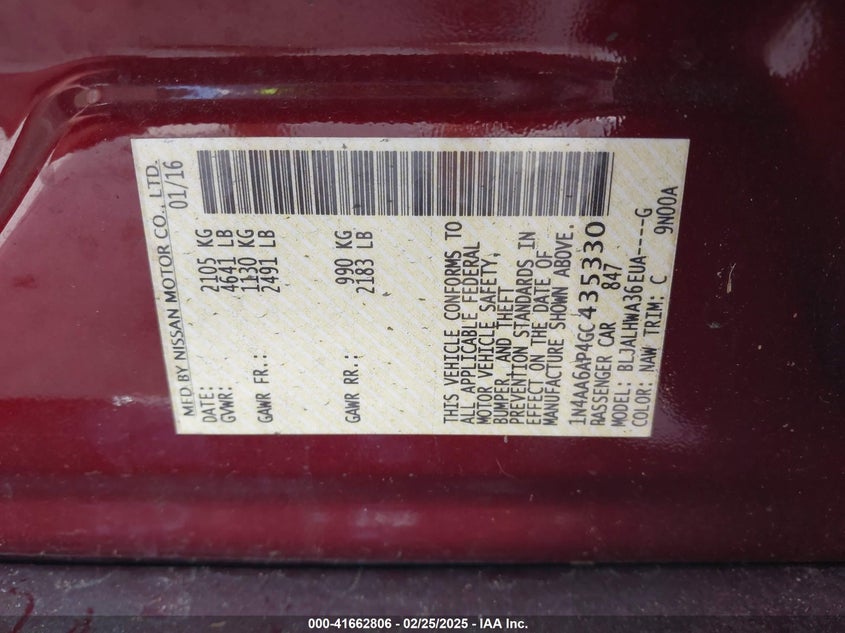 MFD BY NISSAN MOTOR CO., LTD.
DATE: 01/16
GVWR: 2105 KG
4641 LB
GAWR FR.: 1130 KG
2491 LB
GAWR RR.: 990 KG
2183 LB
THIS VEHICLE CONFORMS TO
ALL APPLICABLE FEDERAL
MOTOR VEHICLE SAFETY,
BUMPER, AND THEFT
PREVENTION STANDARDS IN
EFFECT ON THE DATE OF
MANUFACTURE SHOWN ABOVE.
1N4AA6AP4GC435330
PASSENGER CAR 847
MODEL: BLJALHWA36EUA----G
COLOR: NAW TRIM: C 9N00A
000-41662806 - 02/25/2025 - IAA Inc.